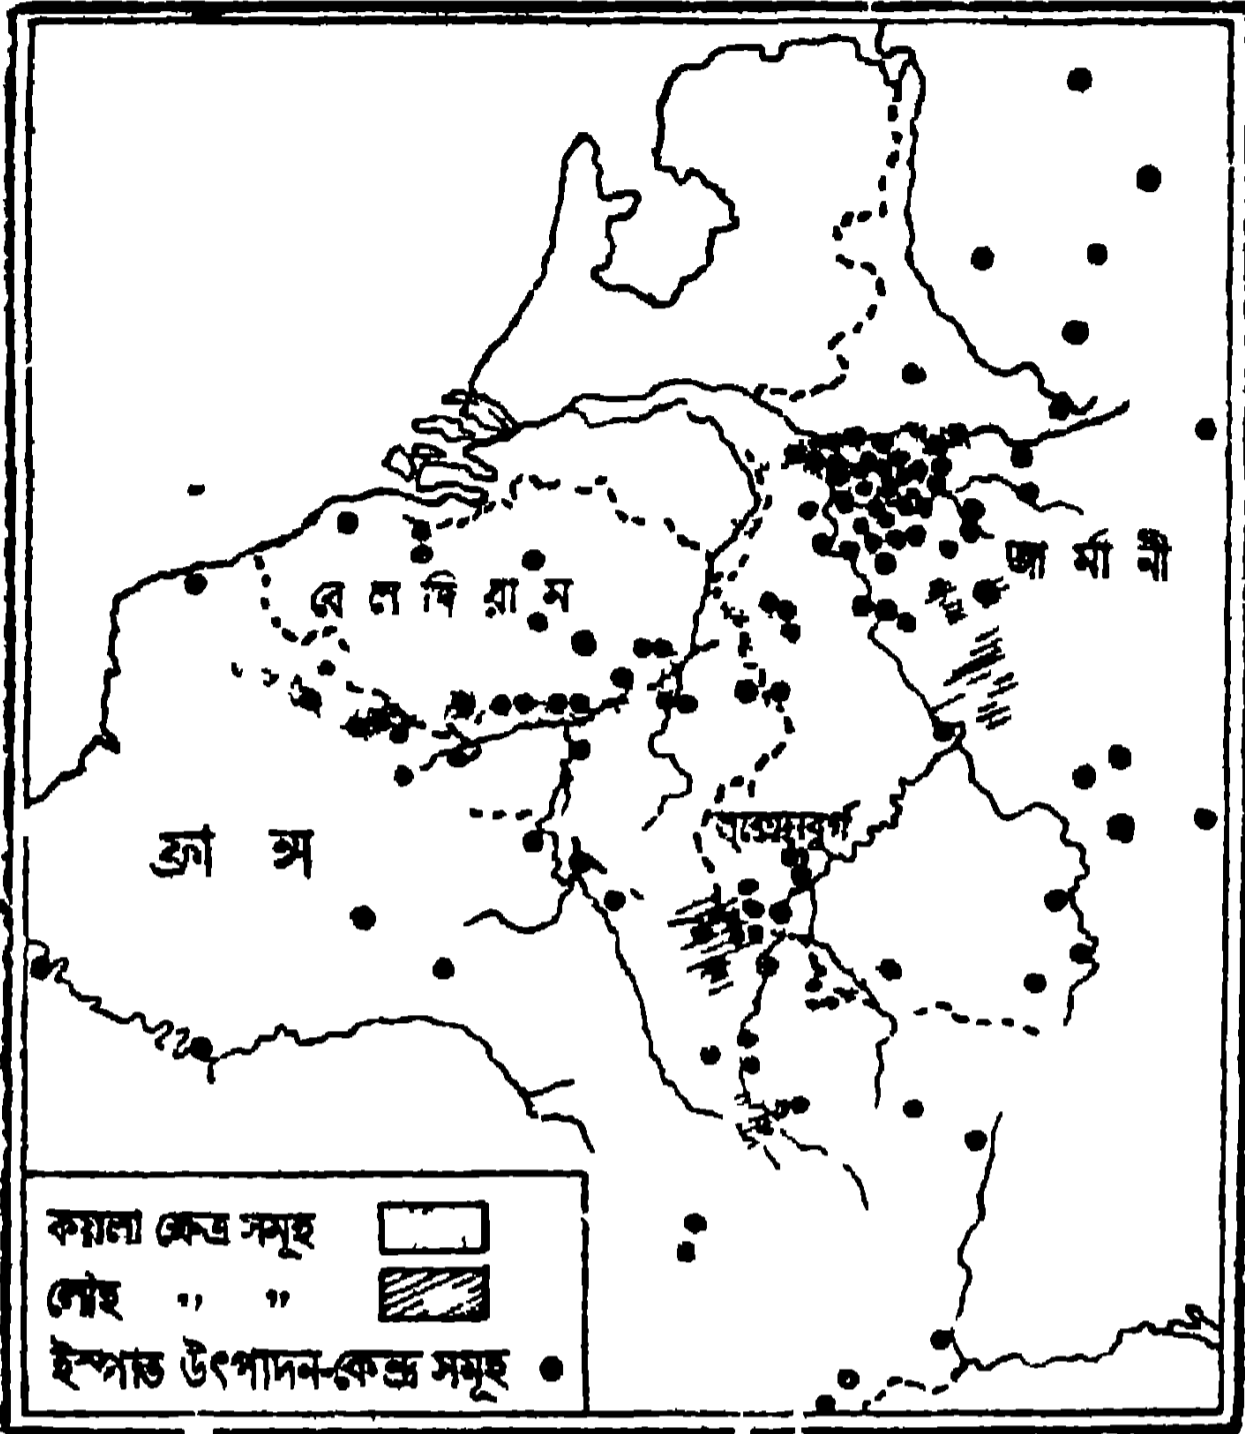 জার্মানী
বেলজিয়াম
লুক্সেমবুর্গ
ফ্রান্স
কয়লা ক্ষেত্র সমূহ
লৌহ " "
ইস্পাত উৎপাদন-কেন্দ্র সমূহ